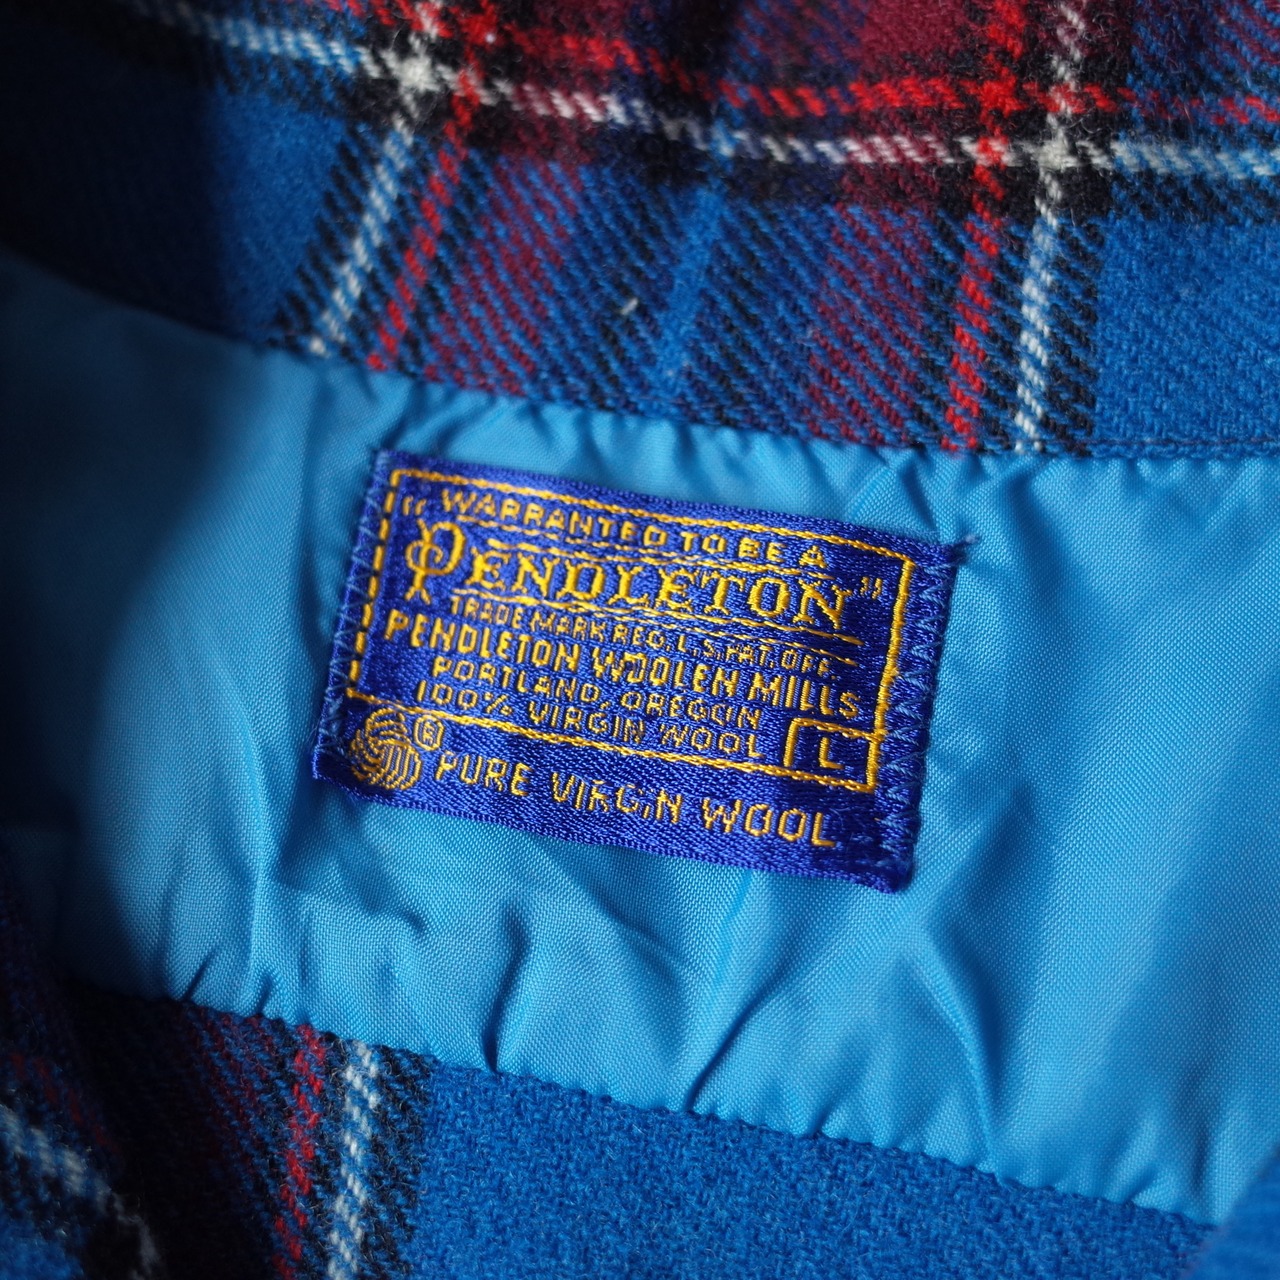 "WARRANTED TO BE A
PENDLETON"
TRADE MARK REG. U.S. PAT. OFF.
PENDLETON WOOLEN MILLS
PORTLAND, OREGON
100% VIRGIN WOOL
L
® PURE VIRGIN WOOL